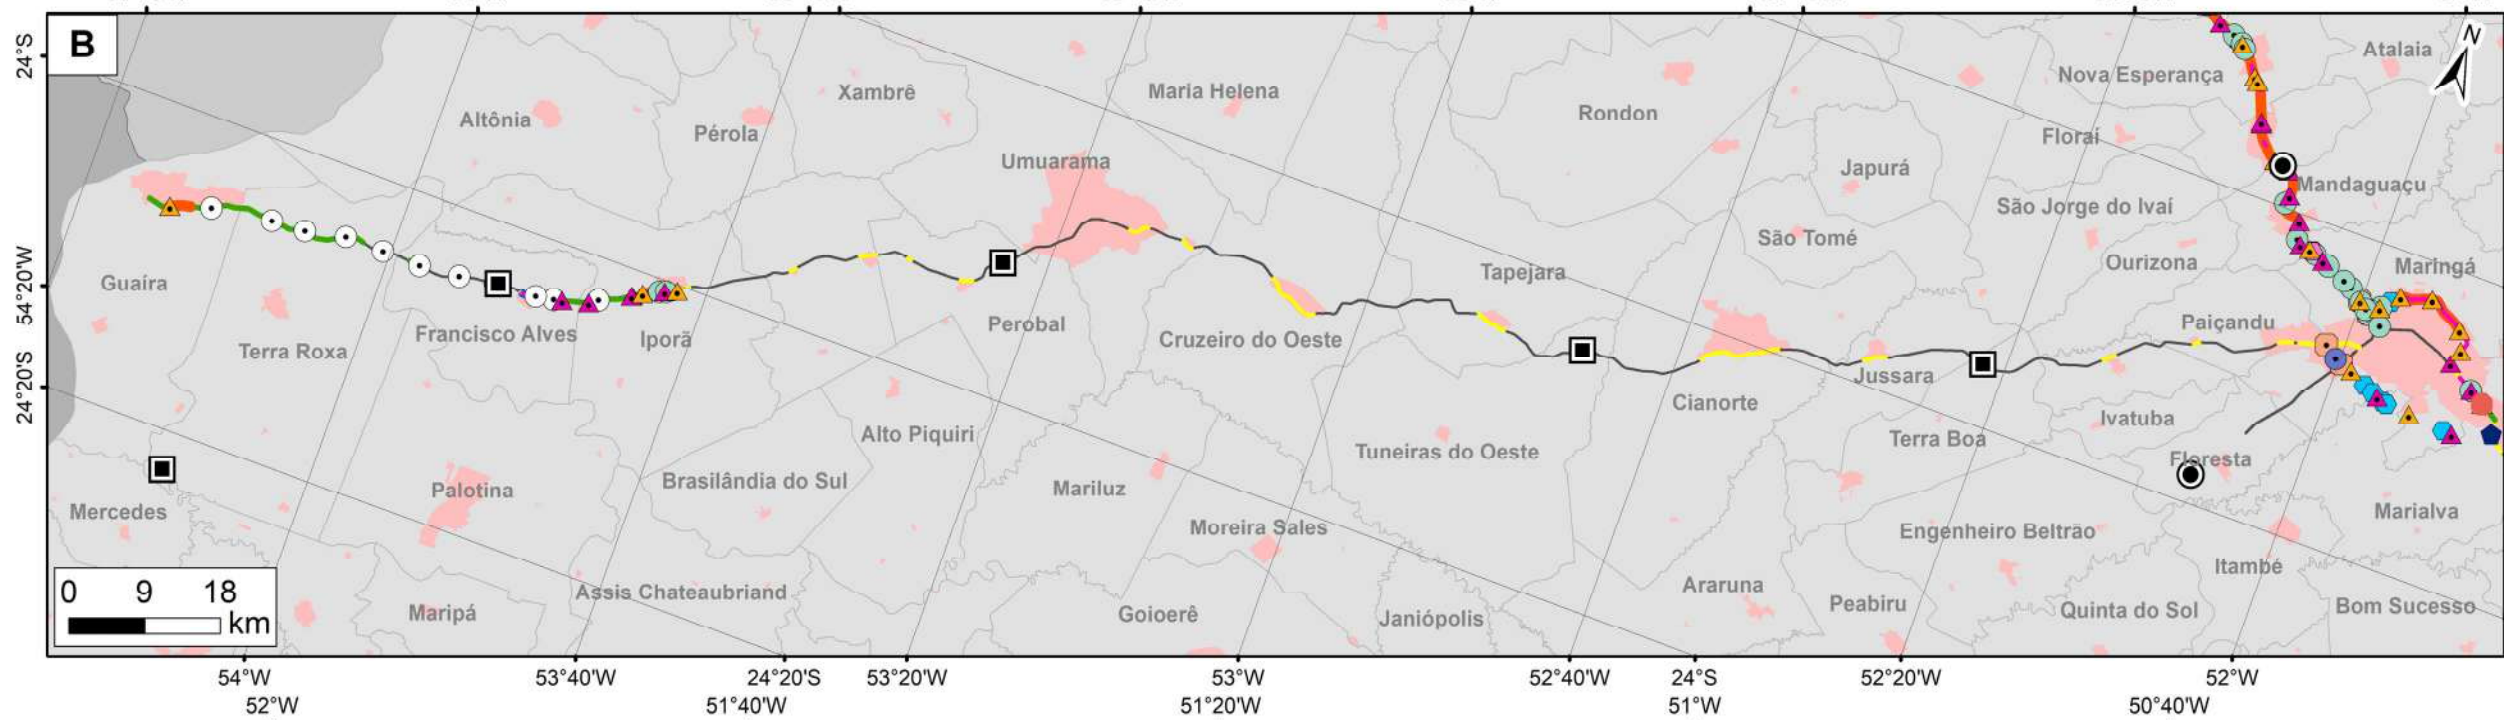 B
N
24°S
54°20'W
24°20'S
Atalaia
Nova Esperança
Xambrê
Maria Helena
Altônia
Pérola
Rondon
Floraí
Umuarama
Japurá
Mandaguaçu
São Jorge do Ivaí
São Tomé
Ourizona
Maringá
Guaíra
Tapejara
Perobal
Paiçandu
Francisco Alves
Iporã
Cruzeiro do Oeste
Terra Roxa
Jussara
Cianorte
Ivatuba
Alto Piquiri
Terra Boa
Tuneiras do Oeste
Floresta
Brasilândia do Sul
Palotina
Mariluz
Mercedes
Marialva
Moreira Sales
Engenheiro Beltrão
Itambé
Araruna
Assis Chateaubriand
Maripá
Goioerê
Janiópolis
Peabiru
Quinta do Sol
Bom Sucesso
0 9 18
km
54°W 53°40'W 24°20'S 53°20'W 53°W 52°40'W 24°S 52°20'W 52°W
52°W 51°40'W 51°20'W 51°W 50°40'W